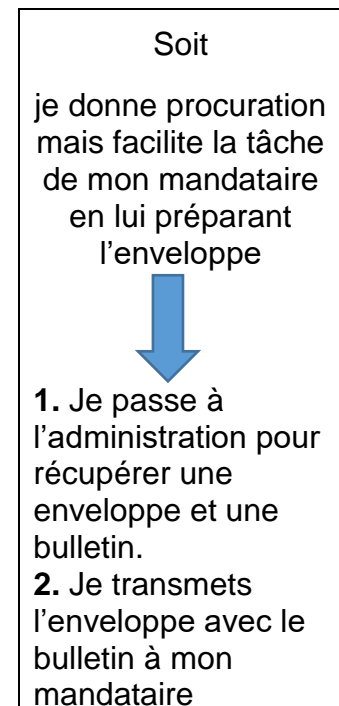 Soit
je donne procuration
mais facilite la tâche
de mon mandataire
en lui préparant
l’enveloppe
1. Je passe à
l’administration pour
récupérer une
enveloppe et une
bulletin.
2. Je transmets
l’enveloppe avec le
bulletin à mon
mandataire